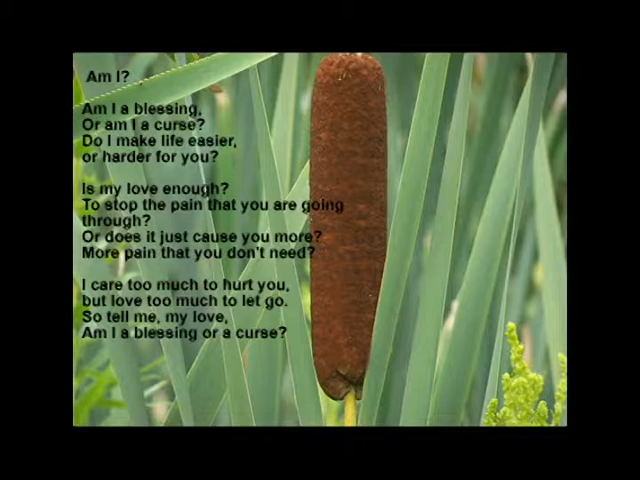 Am I?
Am I a blessing,
Or am I a curse?
Do I make life easier,
or harder for you?
Is my love enough?
To stop the pain that you are going
through?
Or does it just cause you more?
More pain that you don't need?
I care too much to hurt you,
but love too much to let go.
So tell me, my love,
Am I a blessing or a curse?